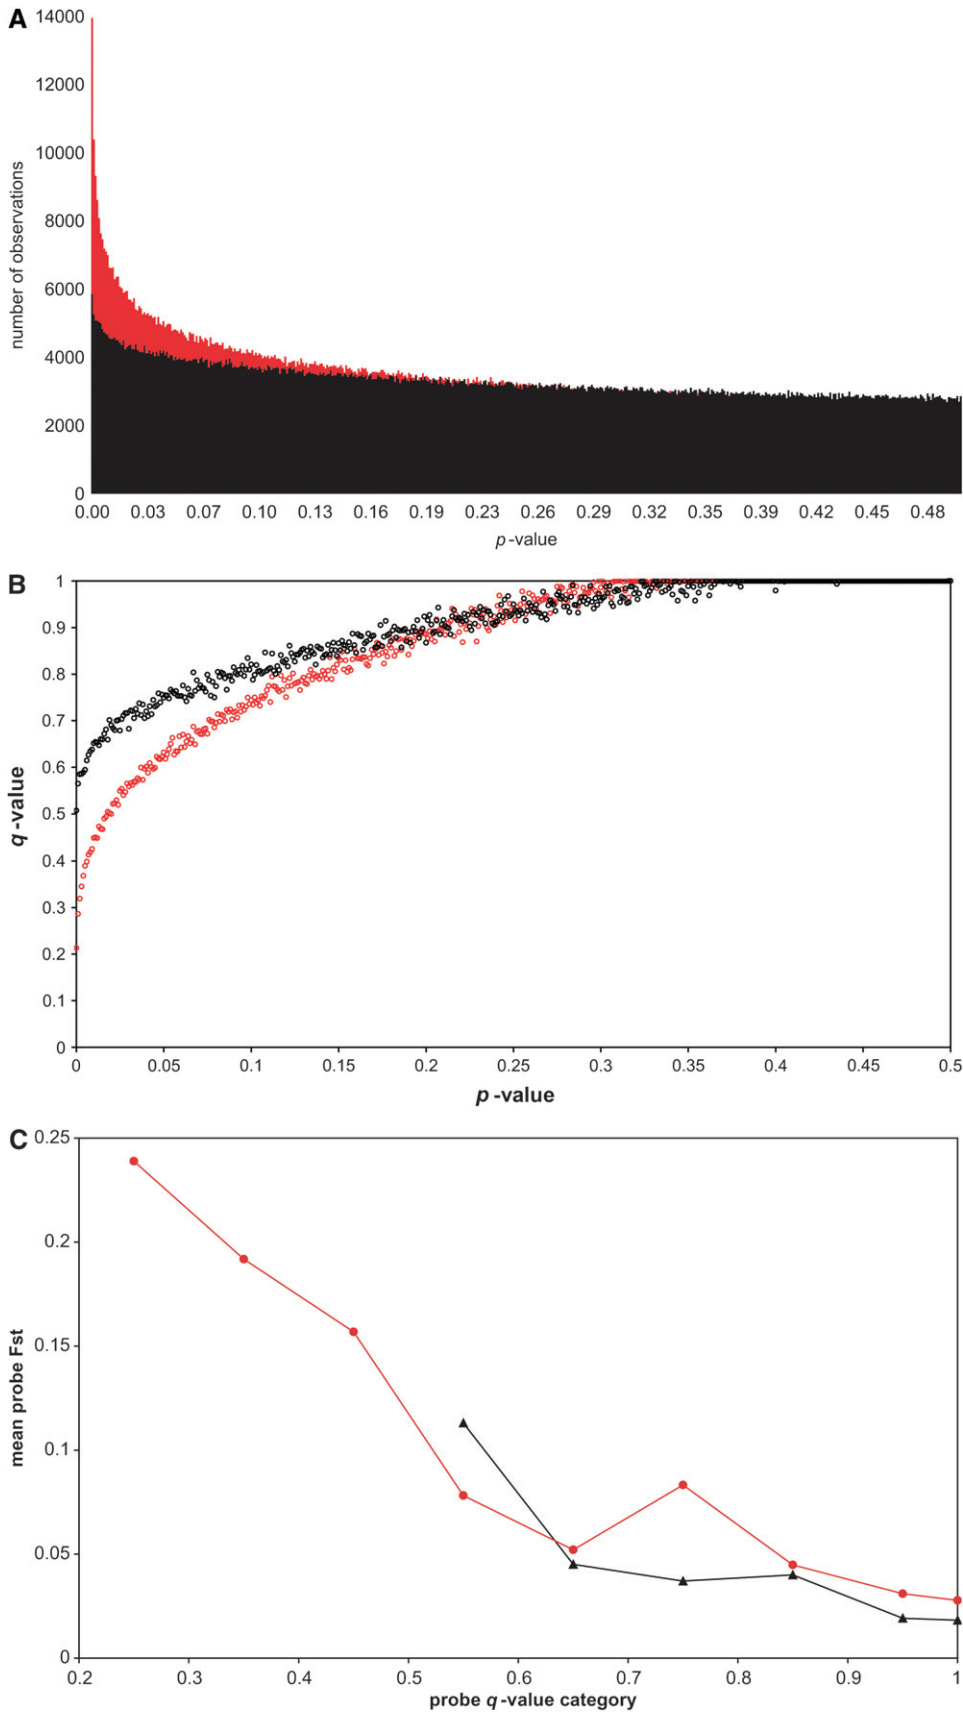 A
14000
12000
10000
8000
6000
4000
2000
0
number of observations
0.00 0.03 0.07 0.10 0.13 0.16 0.19 0.23 0.26 0.29 0.32 0.35 0.39 0.42 0.45 0.48
p-value
B
1
0.9
0.8
0.7
0.6
0.5
0.4
0.3
0.2
0.1
0
q-value
0 0.05 0.1 0.15 0.2 0.25 0.3 0.35 0.4 0.45 0.5
p-value
C
0.25
0.2
0.15
0.1
0.05
0
mean probe Fst
0.2 0.3 0.4 0.5 0.6 0.7 0.8 0.9 1
probe q-value category